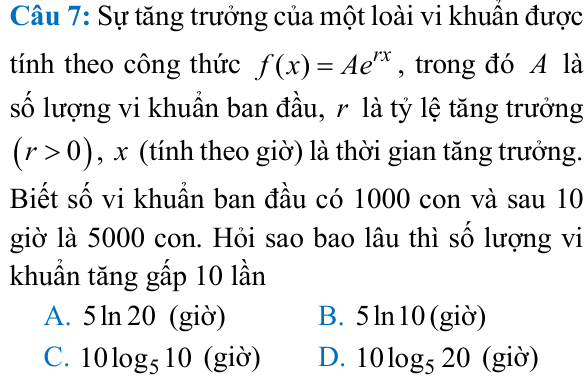 Câu 7: Sự tăng trưởng của một loài vi khuẩn được
tính theo công thức f(x) = Ae^{rx}, trong đó A là
số lượng vi khuẩn ban đầu, r là tỷ lệ tăng trưởng
(r > 0), x (tính theo giờ) là thời gian tăng trưởng.
Biết số vi khuẩn ban đầu có 1000 con và sau 10
giờ là 5000 con. Hỏi sao bao lâu thì số lượng vi
khuẩn tăng gấp 10 lần
A. 5 ln 20 (giờ) B. 5 ln 10 (giờ)
C. 10 log₅ 10 (giờ) D. 10 log₅ 20 (giờ)